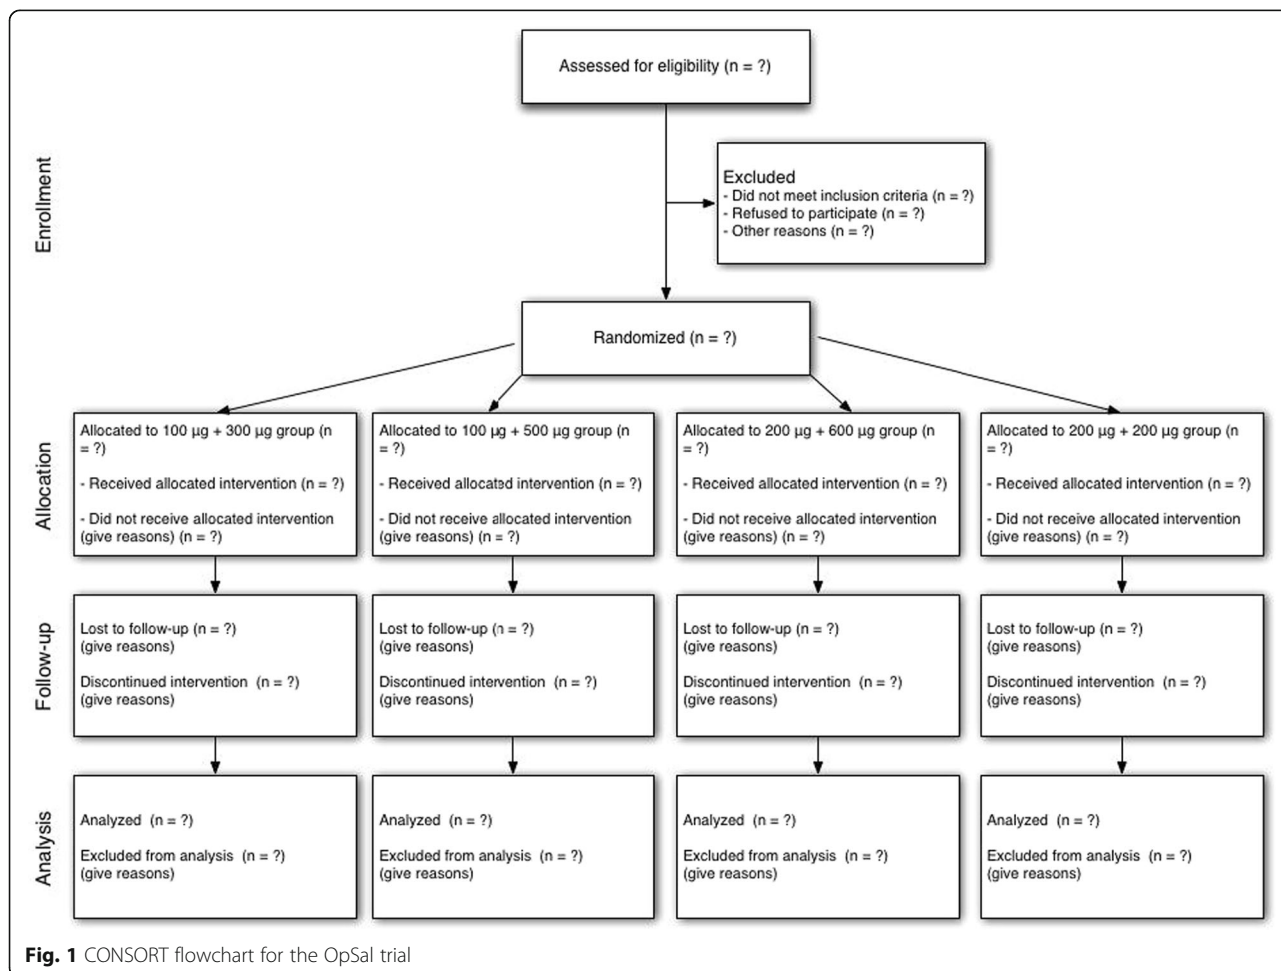 Enrollment
Assessed for eligibility (n = ?)
Excluded
- Did not meet inclusion criteria (n = ?)
- Refused to participate (n = ?)
- Other reasons (n = ?)
Randomized (n = ?)
Allocation
Allocated to 100 µg + 300 µg group (n
= ?)
- Received allocated intervention (n = ?)
- Did not receive allocated intervention
(give reasons) (n = ?)
Allocated to 100 µg + 500 µg group (n
= ?)
- Received allocated intervention (n = ?)
- Did not receive allocated intervention
(give reasons) (n = ?)
Allocated to 200 µg + 600 µg group (n
= ?)
- Received allocated intervention (n = ?)
- Did not receive allocated intervention
(give reasons) (n = ?)
Allocated to 200 µg + 200 µg group (n
= ?)
- Received allocated intervention (n = ?)
- Did not receive allocated intervention
(give reasons) (n = ?)
Follow-up
Lost to follow-up (n = ?)
(give reasons)
Discontinued intervention (n = ?)
(give reasons)
Lost to follow-up (n = ?)
(give reasons)
Discontinued intervention (n = ?)
(give reasons)
Lost to follow-up (n = ?)
(give reasons)
Discontinued intervention (n = ?)
(give reasons)
Lost to follow-up (n = ?)
(give reasons)
Discontinued intervention (n = ?)
(give reasons)
Analysis
Analyzed (n = ?)
Excluded from analysis (n = ?)
(give reasons)
Analyzed (n = ?)
Excluded from analysis (n = ?)
(give reasons)
Analyzed (n = ?)
Excluded from analysis (n = ?)
(give reasons)
Analyzed (n = ?)
Excluded from analysis (n = ?)
(give reasons)
Fig. 1 CONSORT flowchart for the OpSal trial